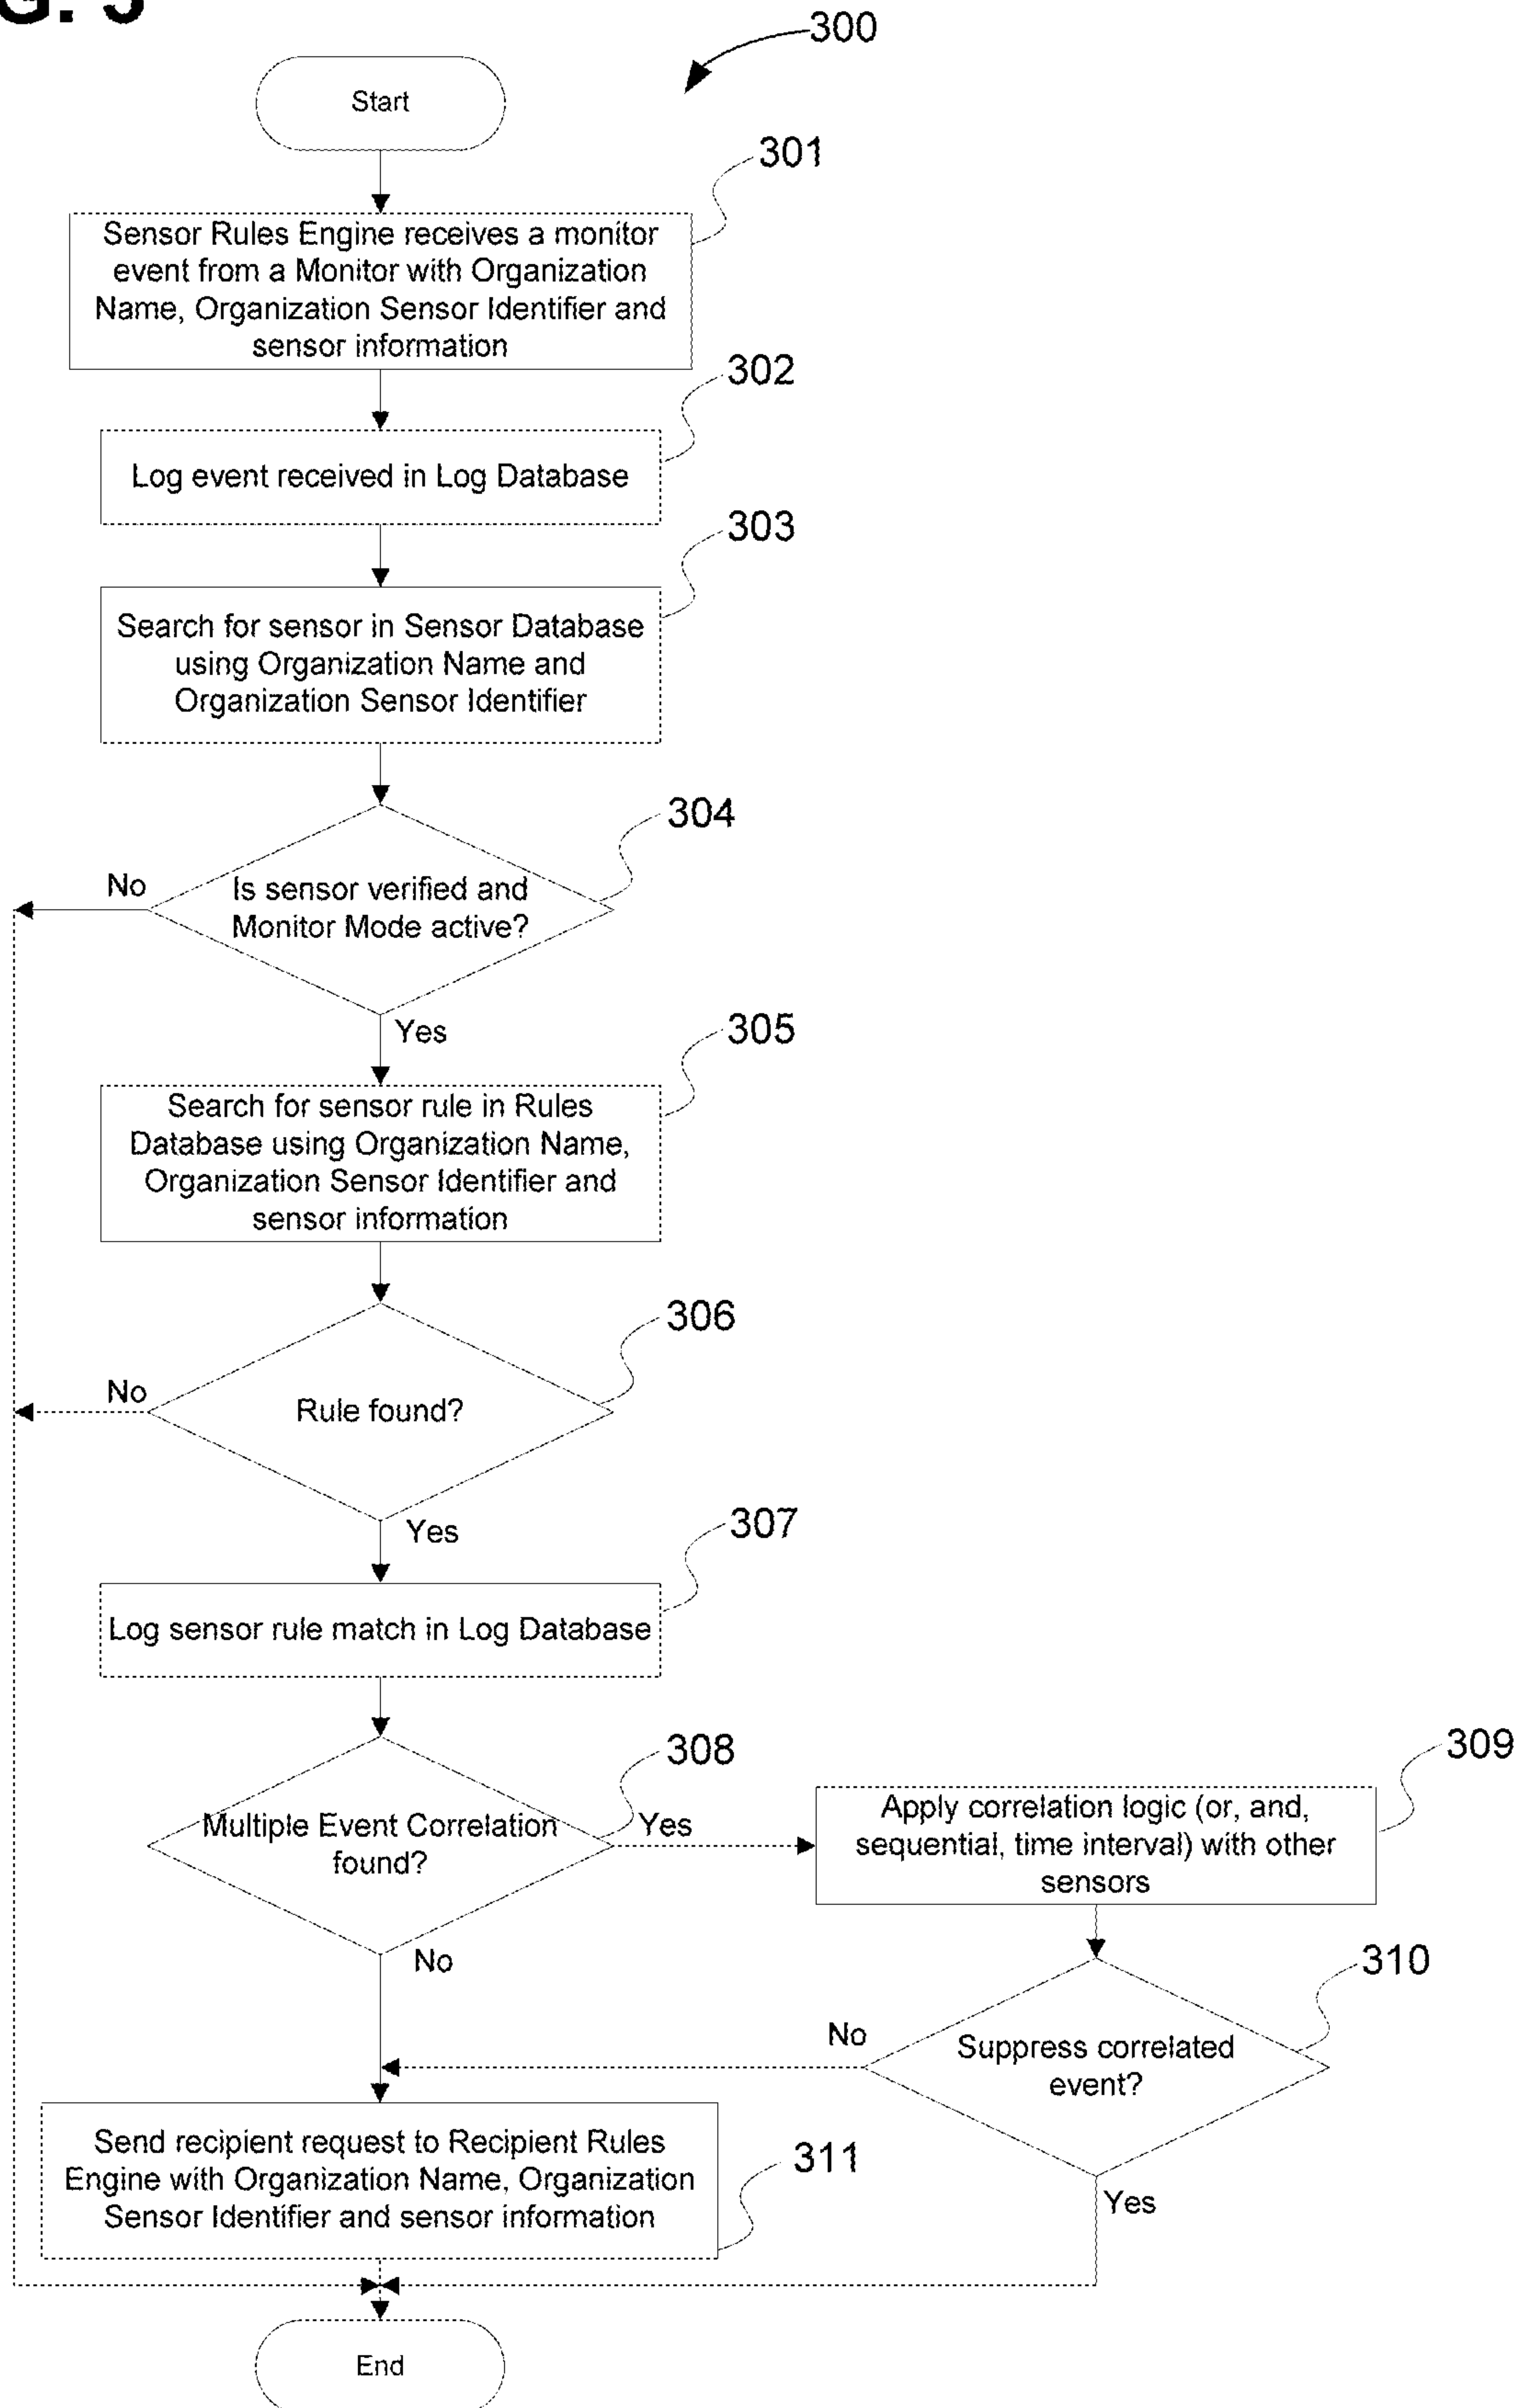 300
Start
301
Sensor Rules Engine receives a monitor
event from a Monitor with Organization
Name, Organization Sensor Identifier and
sensor information
302
Log event received in Log Database
303
Search for sensor in Sensor Database
using Organization Name and
Organization Sensor Identifier
304
No
Is sensor verified and
Monitor Mode active?
Yes
305
Search for sensor rule in Rules
Database using Organization Name,
Organization Sensor Identifier and
sensor information
306
No
Rule found?
Yes
307
Log sensor rule match in Log Database
308
Multiple Event Correlation
found?
Yes
309
Apply correlation logic (or, and,
sequential, time interval) with other
sensors
No
310
No
Suppress correlated
event?
Yes
311
Send recipient request to Recipient Rules
Engine with Organization Name, Organization
Sensor Identifier and sensor information
End